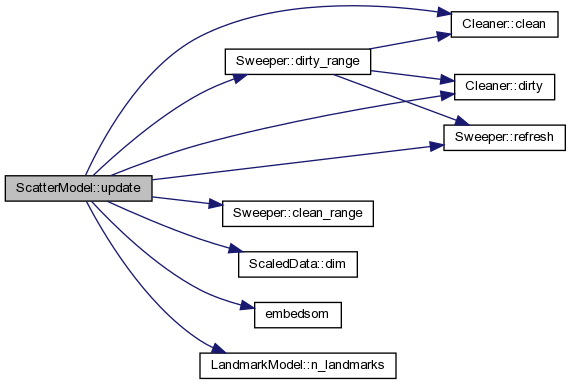 Cleaner::clean
Sweeper::dirty_range
Cleaner::dirty
Sweeper::refresh
ScatterModel::update
Sweeper::clean_range
ScaledData::dim
embedsom
LandmarkModel::n_landmarks